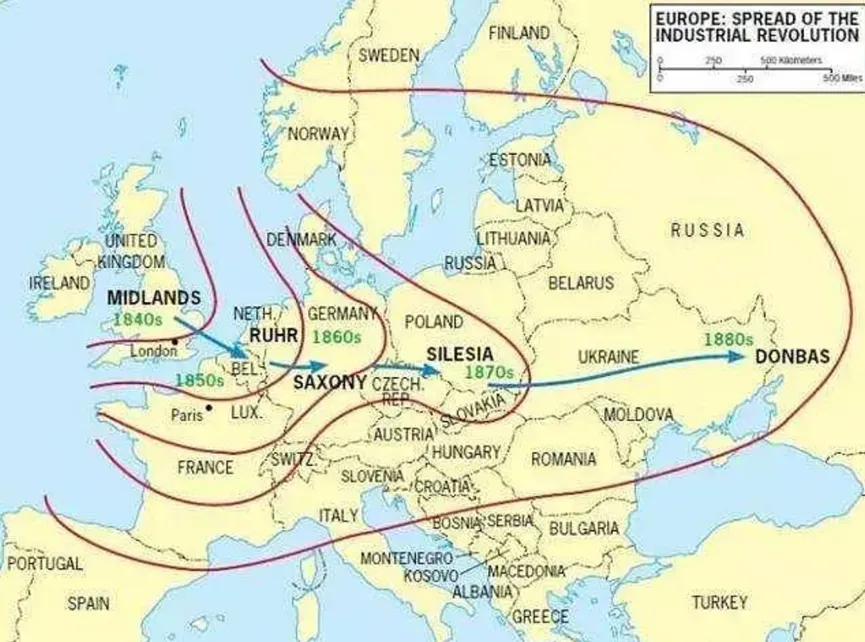 EUROPE: SPREAD OF THE
INDUSTRIAL REVOLUTION
0 250 500 Kilometers
0 250 500 Miles
FINLAND
SWEDEN
NORWAY
ESTONIA
LATVIA
RUSSIA
UNITED
KINGDOM
DENMARK
LITHUANIA
RUSSIA
IRELAND
BELARUS
MIDLANDS
1840s
NETH.
GERMANY
RUHR
1860s
POLAND
London
BEL.
1850s
SAXONY
CZECH.
REP.
SILESIA
1870s
UKRAINE
1880s
DONBAS
Paris
LUX.
SLOVAKIA
MOLDOVA
AUSTRIA
HUNGARY
FRANCE
SWITZ.
ROMANIA
SLOVENIA
CROATIA
ITALY
BOSNIA
SERBIA
BULGARIA
PORTUGAL
MONTENEGRO
KOSOVO
MACEDONIA
ALBANIA
SPAIN
GREECE
TURKEY